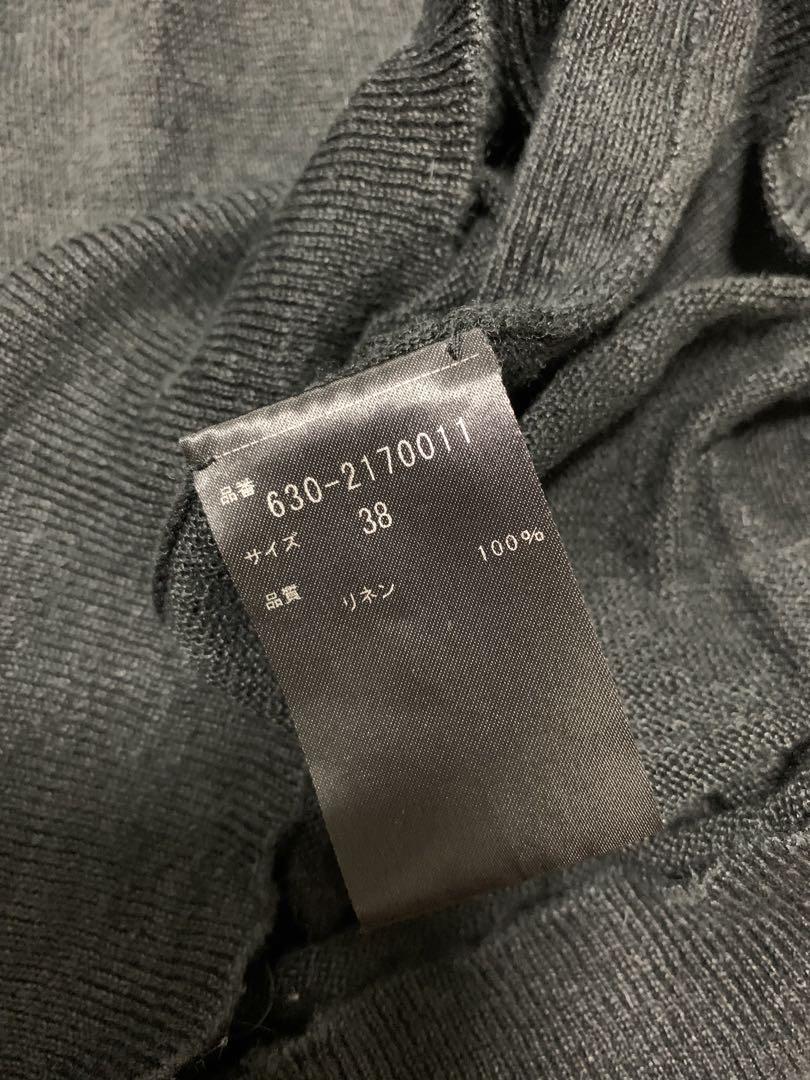 品番 630-2170011
サイズ 38
品質 リネン 100%